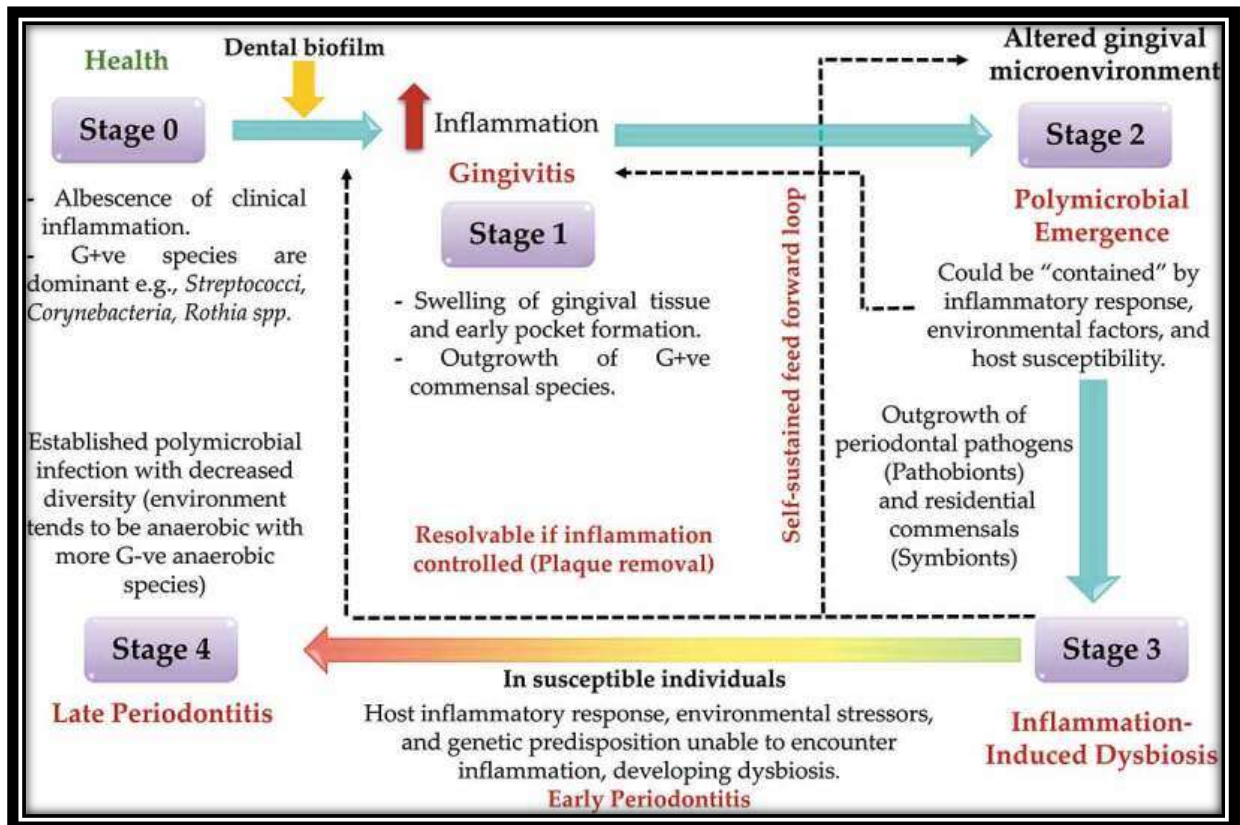 Health
Dental biofilm
Altered gingival
microenvironment
Stage 0
Inflammation
Stage 2
Gingivitis
- Albescence of clinical
inflammation.
- G+ve species are
dominant e.g., Streptococci,
Corynebacteria, Rothia spp.
Stage 1
Polymicrobial
Emergence
- Swelling of gingival tissue
and early pocket formation.
- Outgrowth of G+ve
commensal species.
Could be “contained” by
inflammatory response,
environmental factors, and
host susceptibility.
Self-sustained feed forward loop
Outgrowth of
periodontal pathogens
(Pathobionts)
and residential
commensals
(Symbionts)
Established polymicrobial
infection with decreased
diversity (environment
tends to be anaerobic with
more G-ve anaerobic
species)
Resolvable if inflammation
controlled (Plaque removal)
Stage 4
Stage 3
Late Periodontitis
In susceptible individuals
Host inflammatory response, environmental stressors,
and genetic predisposition unable to encounter
inflammation, developing dysbiosis.
Early Periodontitis
Inflammation-
Induced Dysbiosis